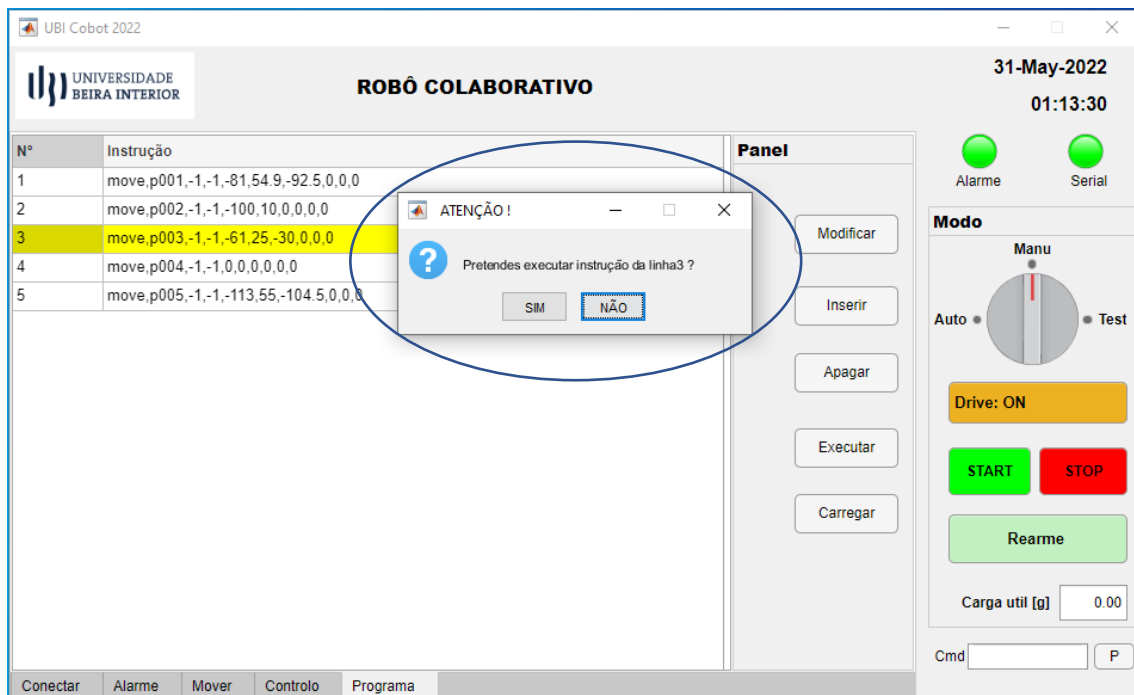 UBI Cobot 2022
UNIVERSIDADE
BEIRA INTERIOR
ROBÔ COLABORATIVO
31-May-2022
01:13:30
Alarme
Serial
N° Instrução
1 move,p001,-1,-1,-81,54.9,-92.5,0,0,0
2 move,p002,-1,-1,-100,10,0,0,0,0
3 move,p003,-1,-1,-61,25,-30,0,0,0
4 move,p004,-1,-1,0,0,0,0,0,0
5 move,p005,-1,-1,-113,55,-104.5,0,0,0
ATENÇÃO !
?
Pretendes executar instrução da linha3 ?
SIM NÃO
Panel
Modificar
Inserir
Apagar
Executar
Carregar
Modo
Manu
Auto Test
Drive: ON
START STOP
Rearme
Carga util [g] 0.00
Cmd P
Conectar Alarme Mover Controlo Programa